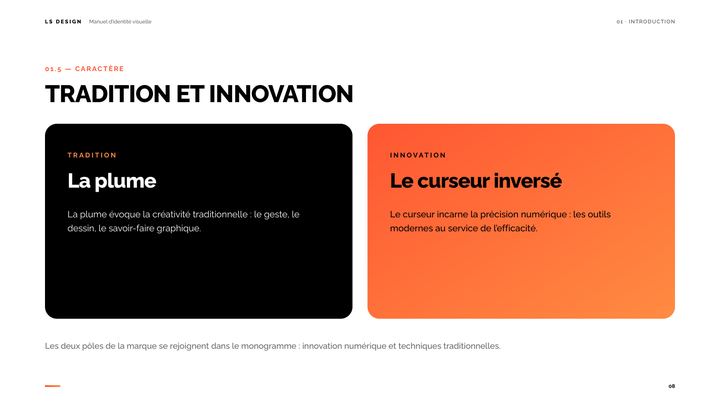 LS DESIGN Manuel d'identité visuelle
01 · INTRODUCTION
01.5 — CARACTÈRE
TRADITION ET INNOVATION
TRADITION
La plume
La plume évoque la créativité traditionnelle : le geste, le
dessin, le savoir-faire graphique.
INNOVATION
Le curseur inversé
Le curseur incarne la précision numérique : les outils
modernes au service de l'efficacité.
Les deux pôles de la marque se rejoignent dans le monogramme : innovation numérique et techniques traditionnelles.
08